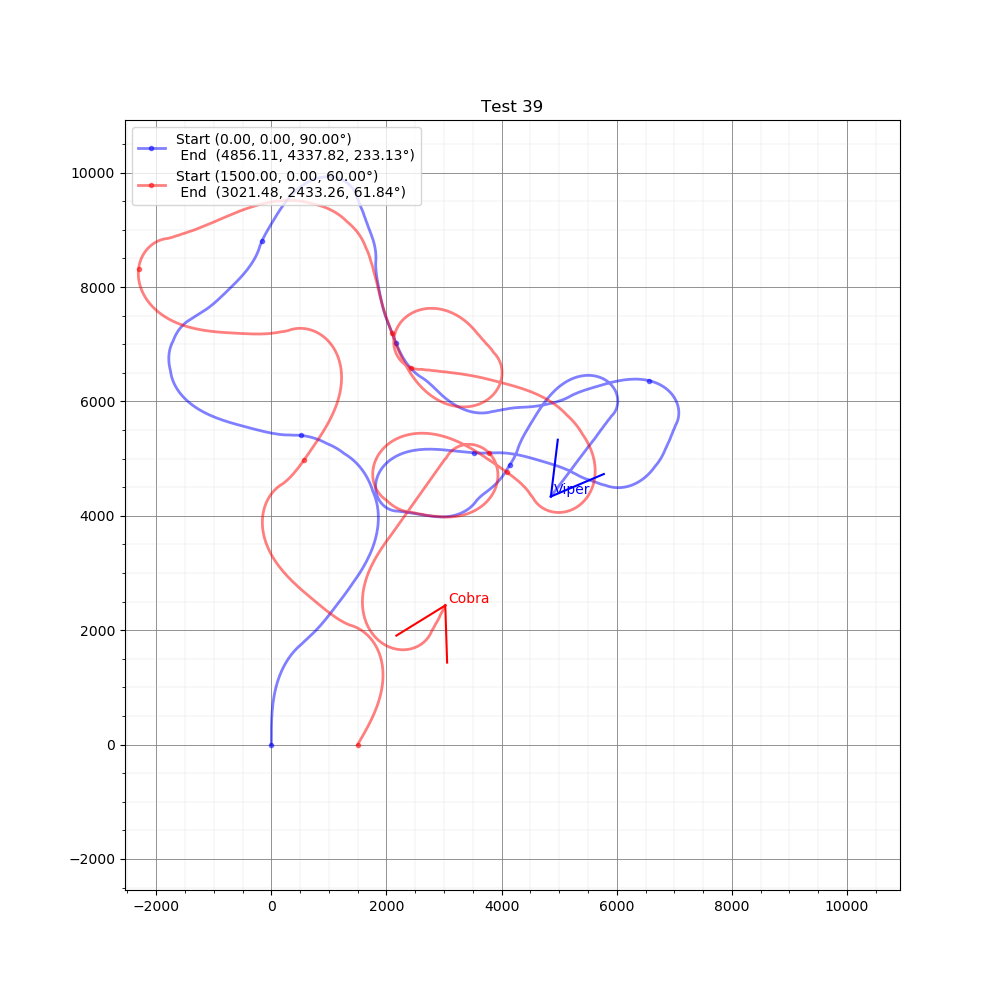 Test 39
Start (0.00, 0.00, 90.00°)
End (4856.11, 4337.82, 233.13°)
Start (1500.00, 0.00, 60.00°)
End (3021.48, 2433.26, 61.84°)
10000
8000
6000
4000
2000
0
−2000
Viper
Cobra
−2000 0 2000 4000 6000 8000 10000